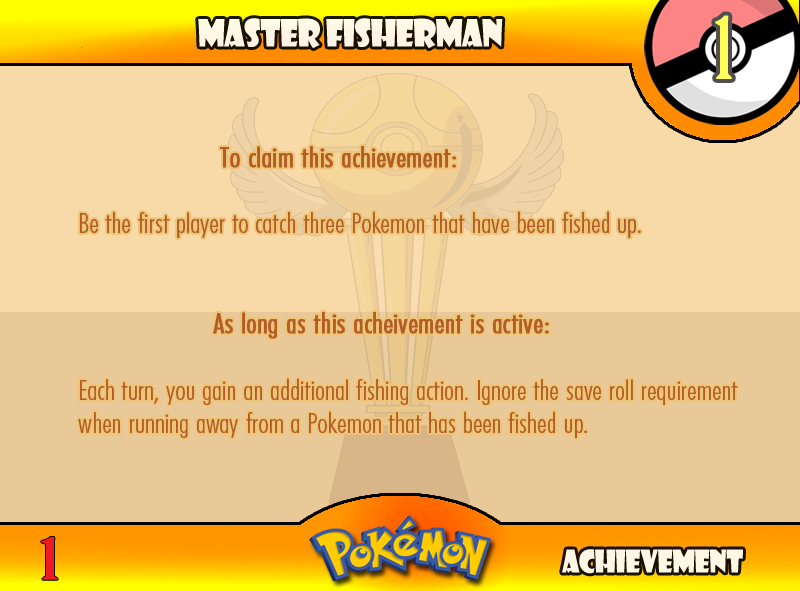 MASTER FISHERMAN
1
To claim this achievement:
Be the first player to catch three Pokemon that have been fished up.
As long as this acheivement is active:
Each turn, you gain an additional fishing action. Ignore the save roll requirement
when running away from a Pokemon that has been fished up.
1
POKéMON
ACHIEVEMENT